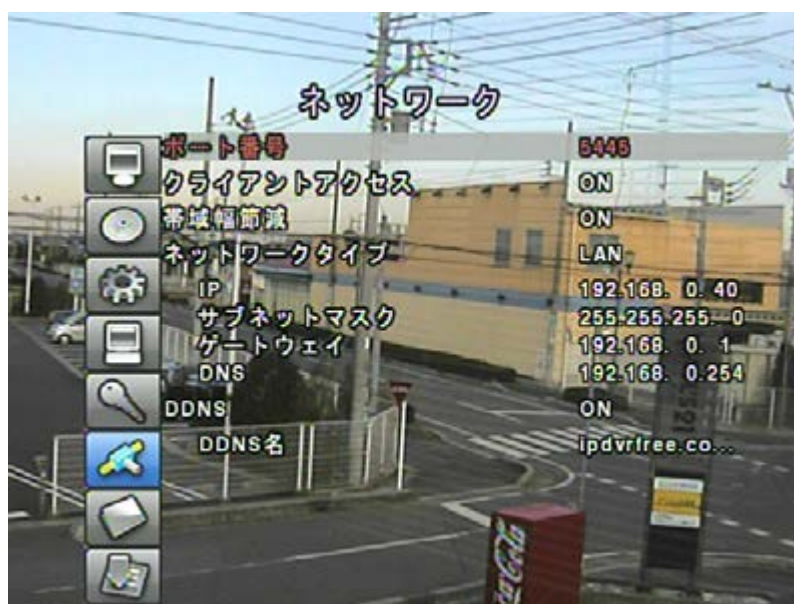 ネットワーク
ポート番号 5445
クライアントアクセス ON
帯域幅節減 ON
ネットワークタイプ LAN
IP 192.168. 0. 40
サブネットマスク 255.255.255. 0
ゲートウェイ 192.168. 0. 1
DNS 192.168. 0.254
DDNS ON
DDNS名 ipdvrfree.co...
Coca-Cola